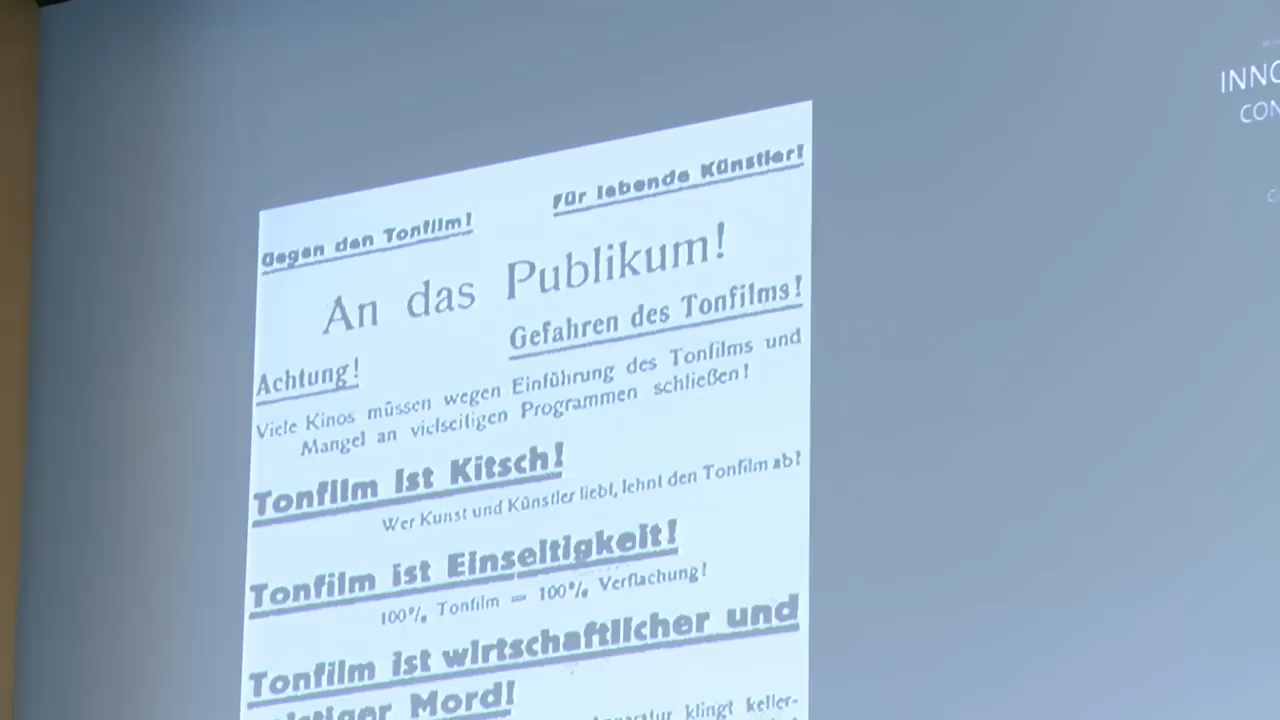 Gegen den Tonfilm! Für lebende Künstler!
An das Publikum!
Achtung! Gefahren des Tonfilms!
Viele Kinos müssen wegen Einführung des Tonfilms und
Mangel an vielseitigen Programmen schließen!
Tonfilm ist Kitsch!
Wer Kunst und Künstler liebt, lehnt den Tonfilm ab!
Tonfilm ist Einseitigkeit!
100% Tonfilm = 100% Verflachung!
Tonfilm ist wirtschaftlicher und
Mord!
klingt keller-
INNO
CON